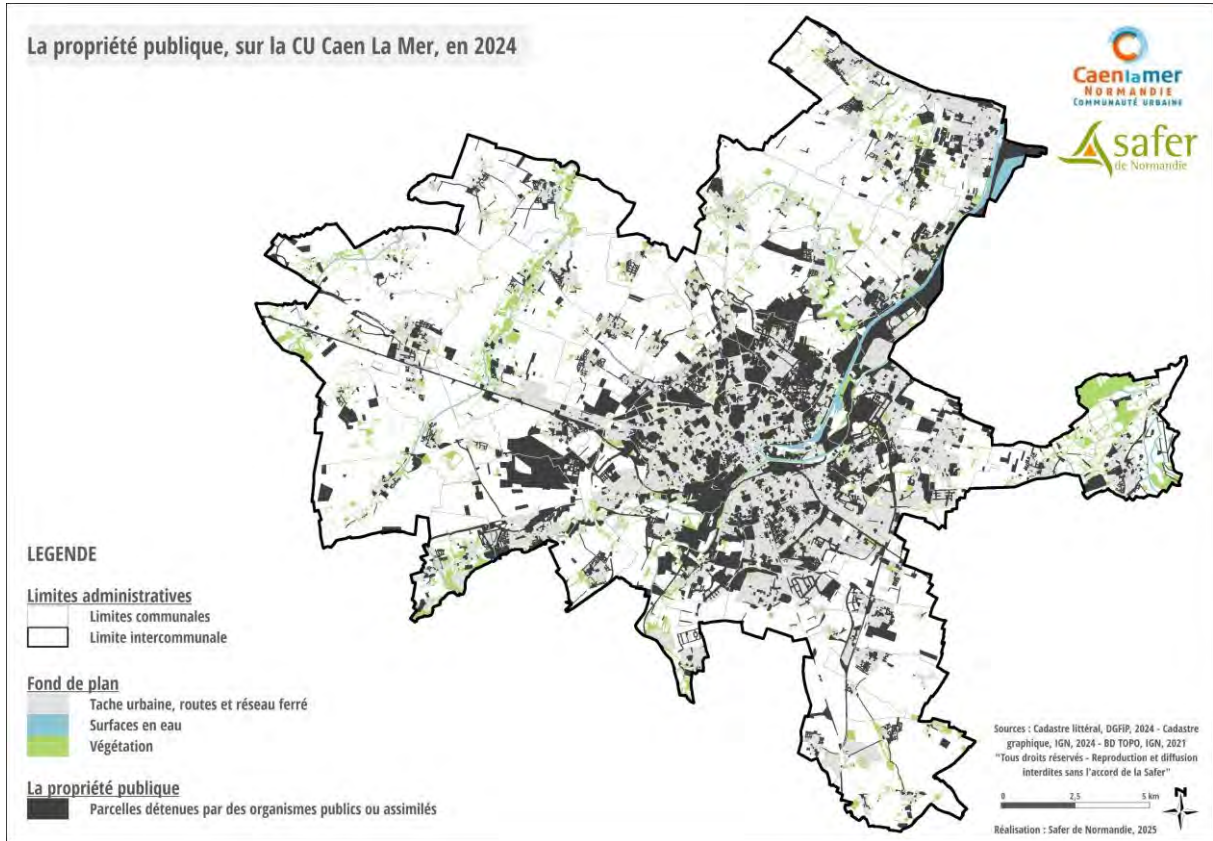 La propriété publique, sur la CU Caen La Mer, en 2024
Caenlamer
NORMANDIE
COMMUNAUTÉ URBAINE
safer
de Normandie
LEGENDE
Limites administratives
Limites communales
Limite intercommunale
Fond de plan
Tache urbaine, routes et réseau ferré
Surfaces en eau
Végétation
La propriété publique
Parcelles détenues par des organismes publics ou assimilés
Sources : Cadastre littéral, DGFiP, 2024 - Cadastre
graphique, IGN, 2024 - BD TOPO, IGN, 2021
"Tous droits réservés - Reproduction et diffusion
interdites sans l'accord de la Safer"
0 2,5 5 km
N
Réalisation : Safer de Normandie, 2025